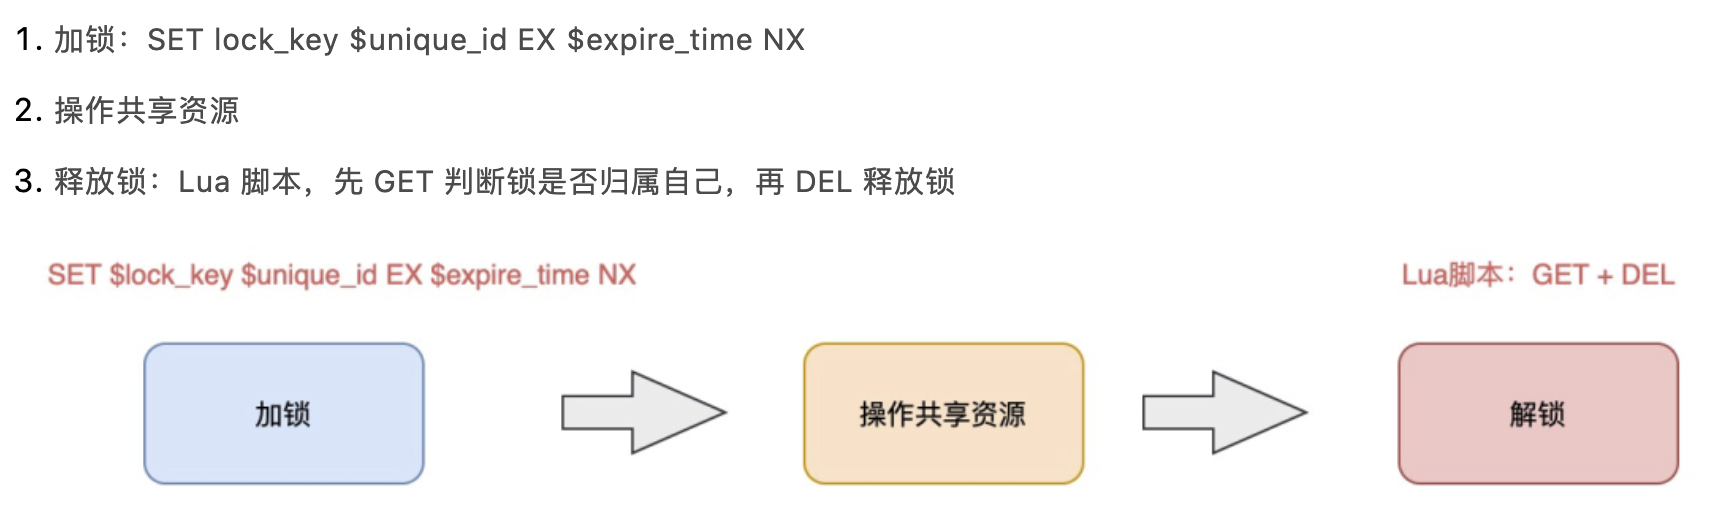 1. 加锁：SET lock_key $unique_id EX $expire_time NX
2. 操作共享资源
3. 释放锁：Lua 脚本，先 GET 判断锁是否归属自己，再 DEL 释放锁
SET $lock_key $unique_id EX $expire_time NX
Lua脚本：GET + DEL
加锁
操作共享资源
解锁